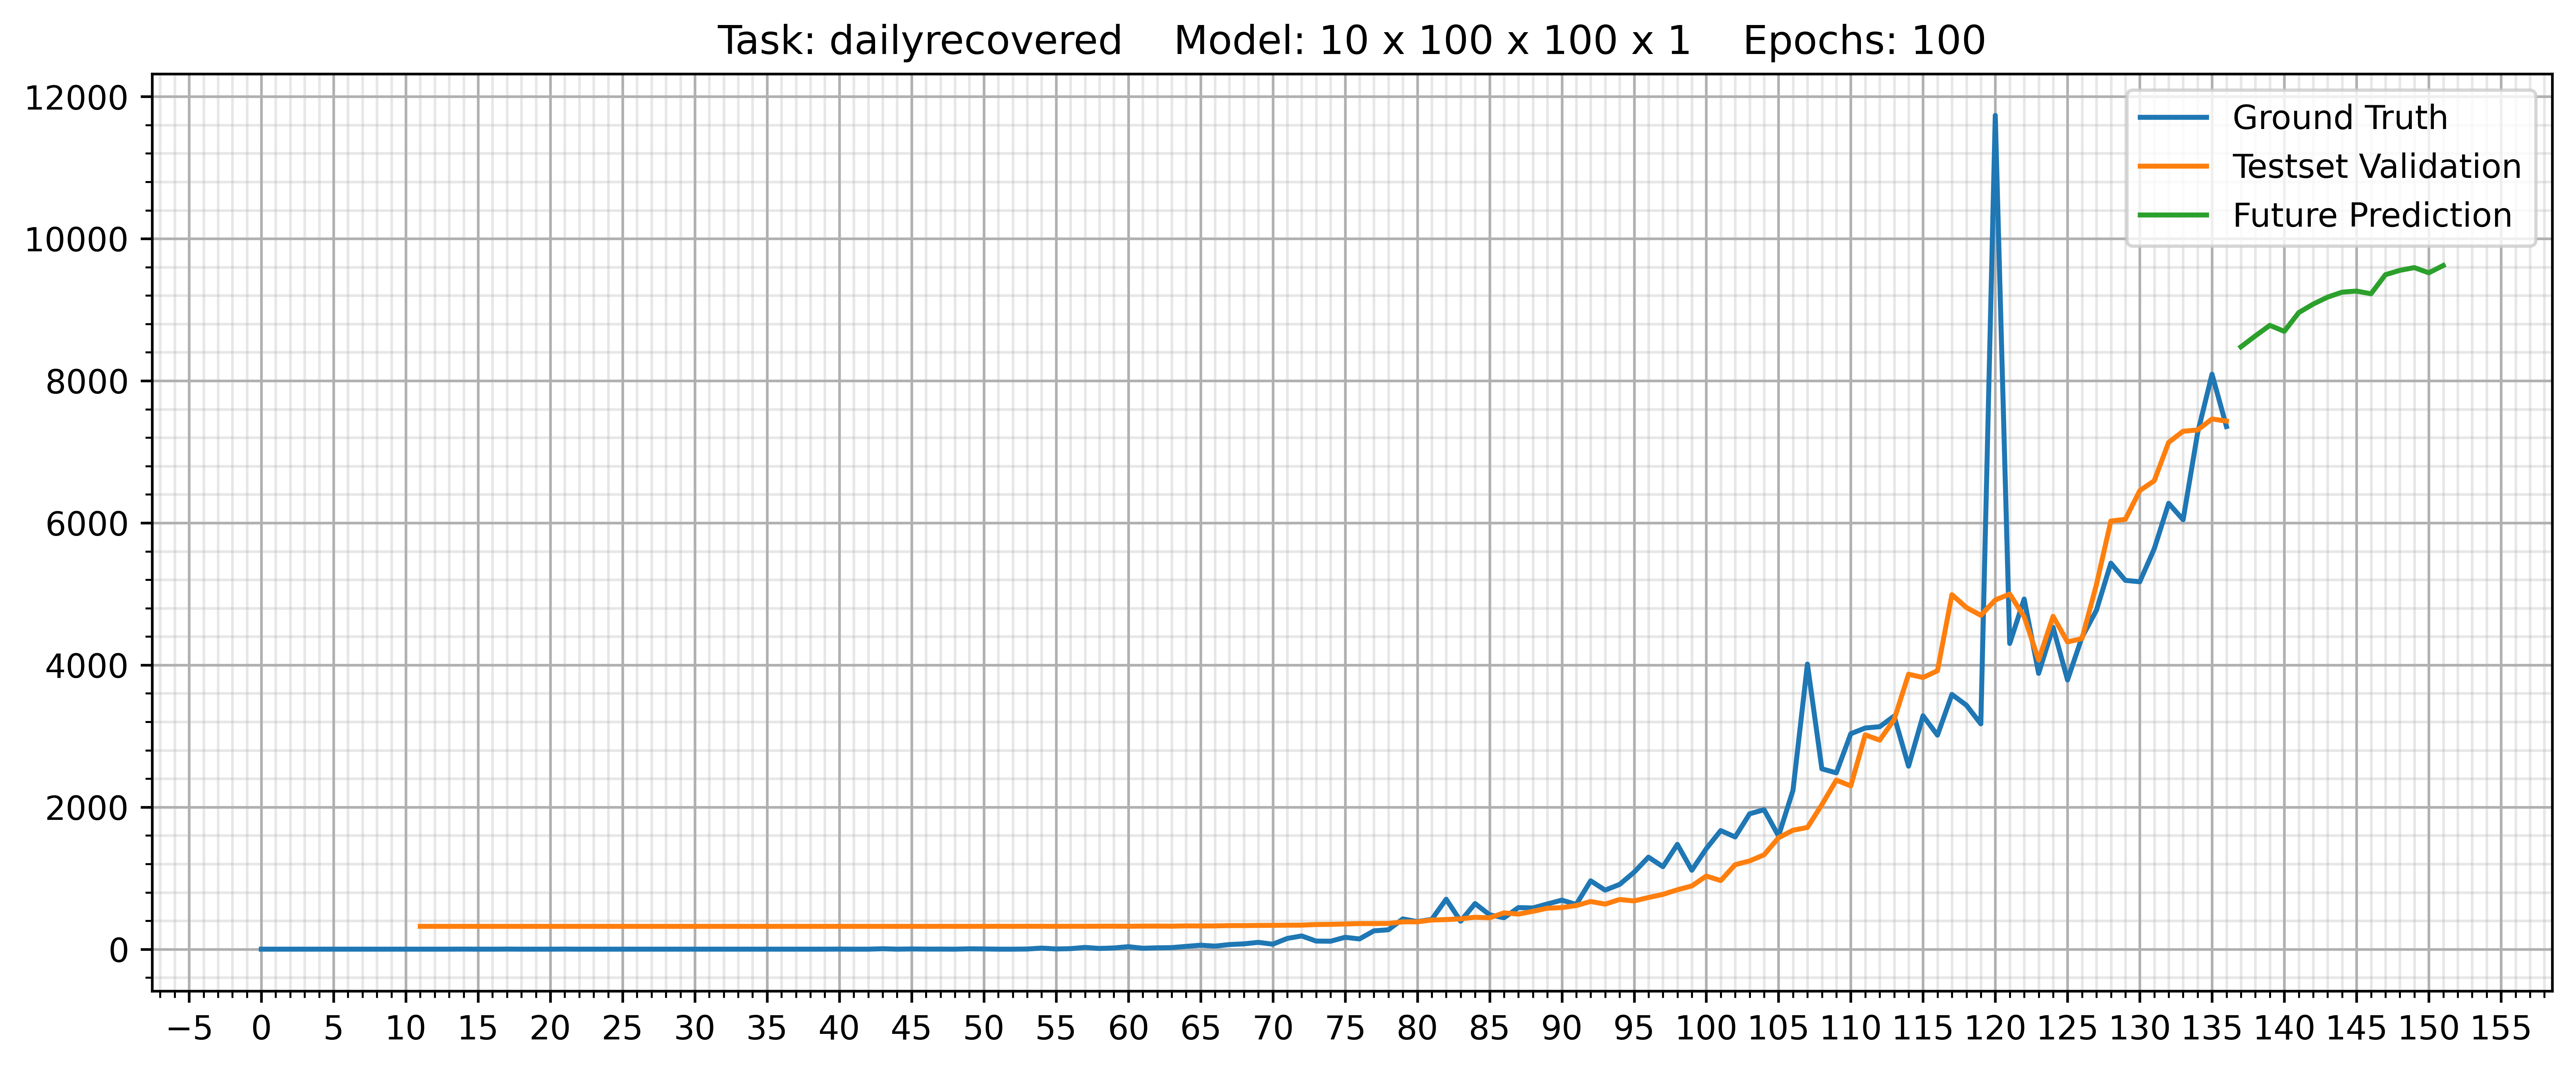 Task: dailyrecovered    Model: 10 x 100 x 100 x 1    Epochs: 100
12000
10000
8000
6000
4000
2000
0
Ground Truth
Testset Validation
Future Prediction
−5 0 5 10 15 20 25 30 35 40 45 50 55 60 65 70 75 80 85 90 95 100 105 110 115 120 125 130 135 140 145 150 155